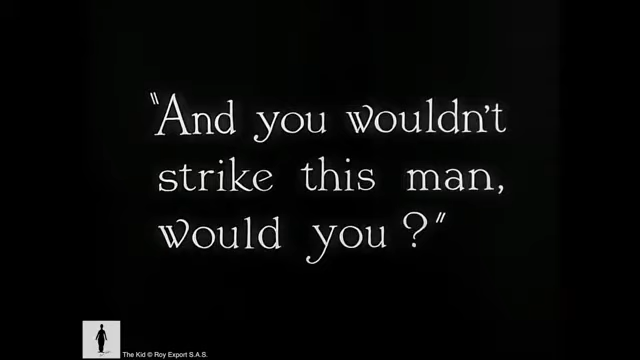 "And you wouldn't
strike this man,
would you?"
The Kid © Roy Export S.A.S.